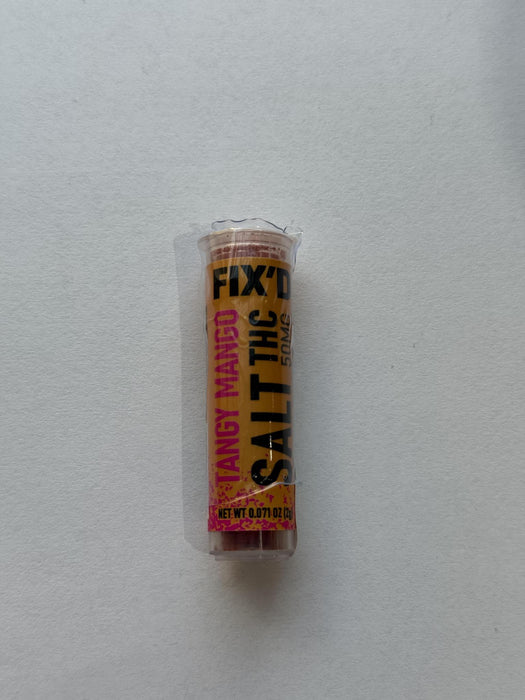 FIX'D
TANGY MANGO
SALT THC
50MG
NET WT 0.071 OZ (2g)